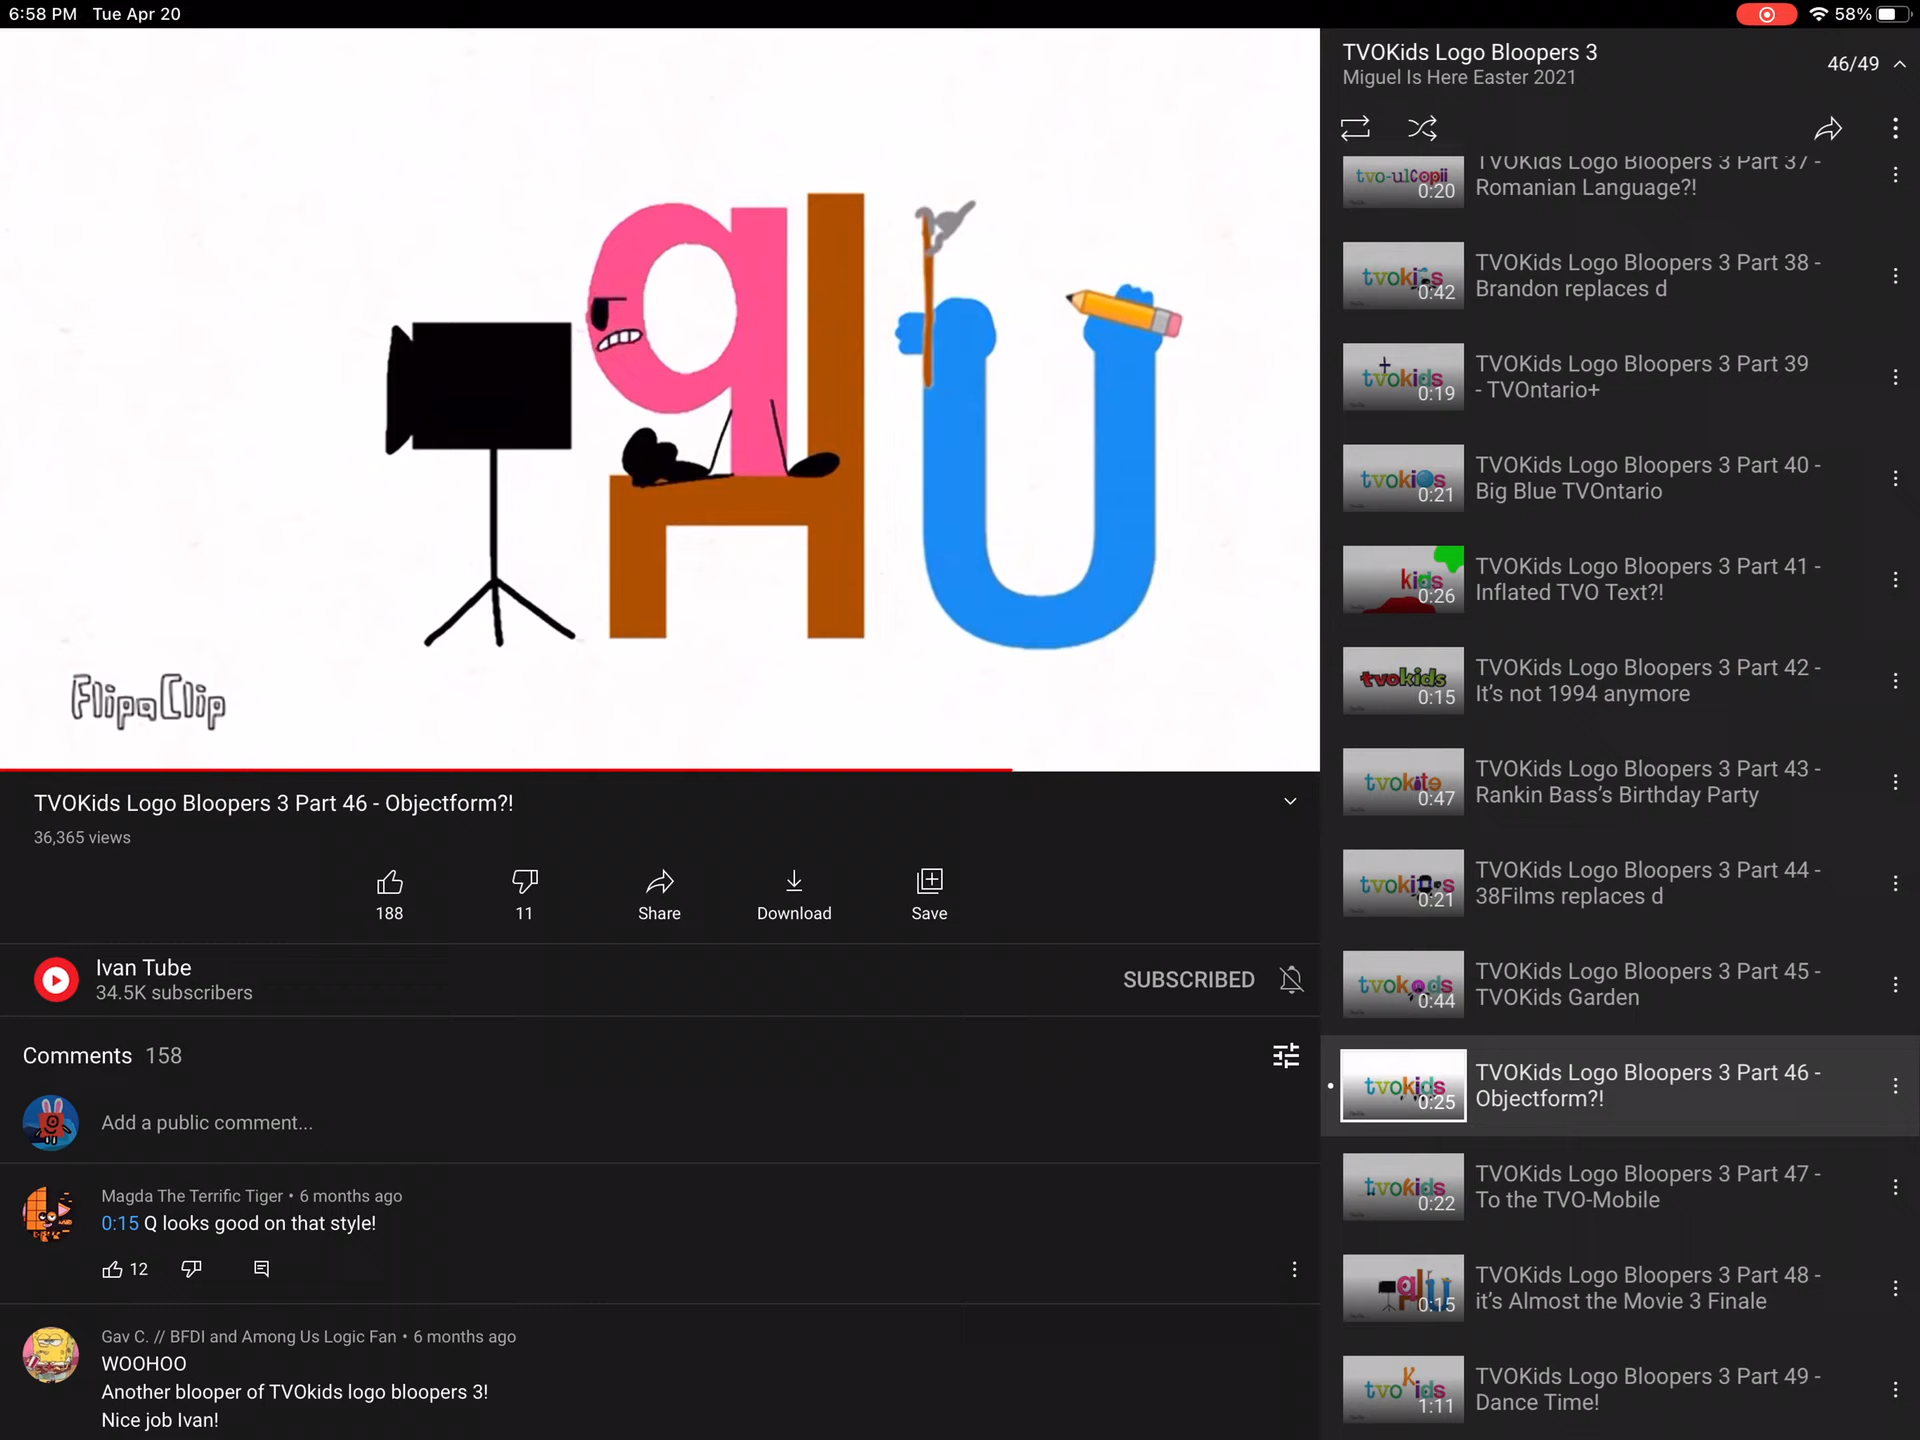 6:58 PM Tue Apr 20
58%
FlipaClip
TVOKids Logo Bloopers 3 Part 46 - Objectform?!
36,365 views
188
11
Share
Download
Save
Ivan Tube
34.5K subscribers
SUBSCRIBED
Comments 158
Add a public comment...
Magda The Terrific Tiger • 6 months ago
0:15 Q looks good on that style!
12
Gav C. // BFDI and Among Us Logic Fan • 6 months ago
WOOHOO
Another blooper of TVOkids logo bloopers 3!
Nice job Ivan!
TVOKids Logo Bloopers 3
Miguel Is Here Easter 2021
46/49
tvo-ulCopii
0:20
TVOKids Logo Bloopers 3 Part 37 -
Romanian Language?!
0:42
TVOKids Logo Bloopers 3 Part 38 -
Brandon replaces d
tvokids
0:19
TVOKids Logo Bloopers 3 Part 39
- TVOntario+
0:21
TVOKids Logo Bloopers 3 Part 40 -
Big Blue TVOntario
kids
0:26
TVOKids Logo Bloopers 3 Part 41 -
Inflated TVO Text?!
tvokids
0:15
TVOKids Logo Bloopers 3 Part 42 -
It's not 1994 anymore
0:47
TVOKids Logo Bloopers 3 Part 43 -
Rankin Bass's Birthday Party
0:21
TVOKids Logo Bloopers 3 Part 44 -
38Films replaces d
0:44
TVOKids Logo Bloopers 3 Part 45 -
TVOKids Garden
tvokids
0:25
TVOKids Logo Bloopers 3 Part 46 -
Objectform?!
tvokids
0:22
TVOKids Logo Bloopers 3 Part 47 -
To the TVO-Mobile
0:15
TVOKids Logo Bloopers 3 Part 48 -
it's Almost the Movie 3 Finale
tvokids
1:11
TVOKids Logo Bloopers 3 Part 49 -
Dance Time!